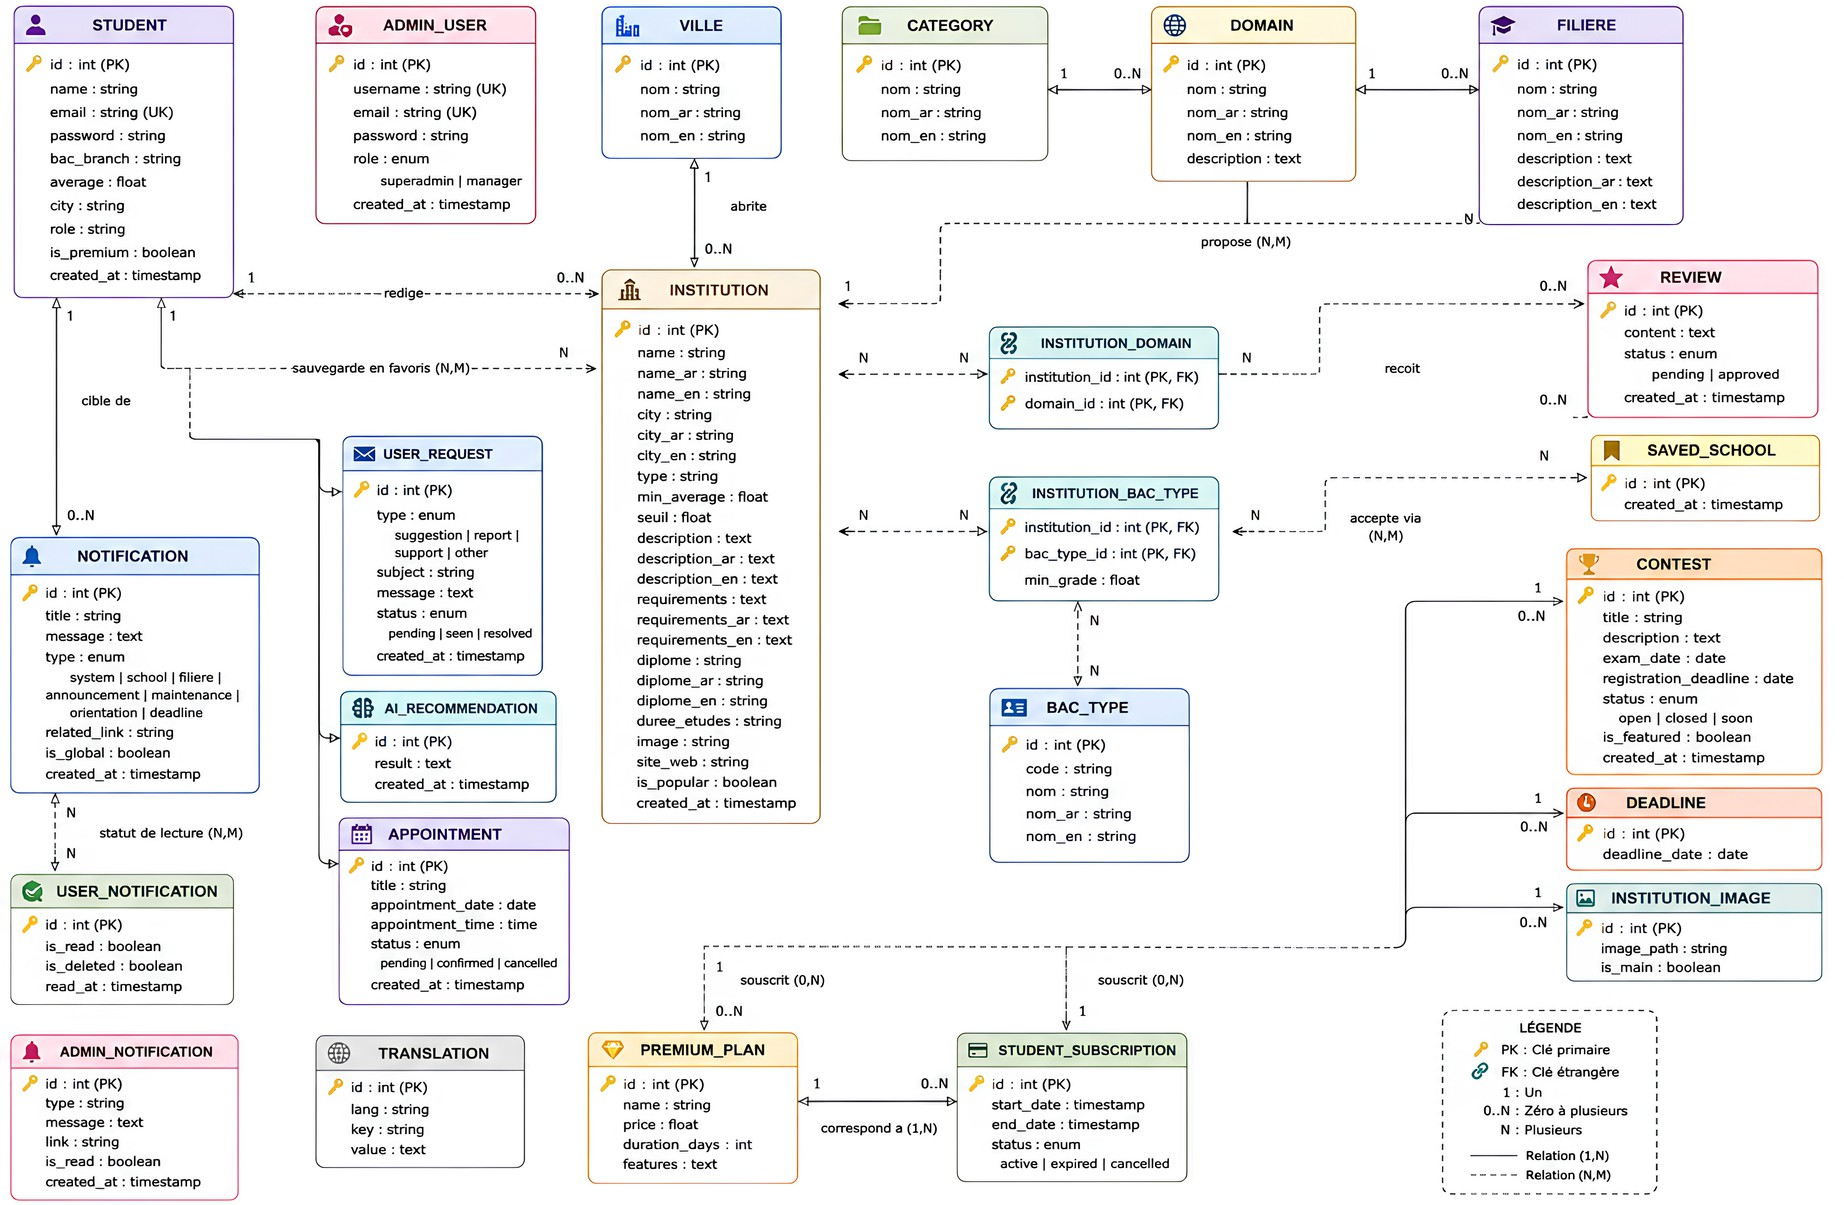 STUDENT
id : int (PK)
name : string
email : string (UK)
password : string
bac_branch : string
average : float
city : string
role : string
is_premium : boolean
created_at : timestamp
ADMIN_USER
id : int (PK)
username : string (UK)
email : string (UK)
password : string
role : enum
superadmin | manager
created_at : timestamp
VILLE
id : int (PK)
nom : string
nom_ar : string
nom_en : string
CATEGORY
id : int (PK)
nom : string
nom_ar : string
nom_en : string
1
0..N
DOMAIN
id : int (PK)
nom : string
nom_ar : string
nom_en : string
description : text
1
0..N
FILIERE
id : int (PK)
nom : string
nom_ar : string
nom_en : string
description : text
description_ar : text
description_en : text
1
abrite
0..N
N
propose (N,M)
1
1
redige
0..N
1
1
sauvegarde en favoris (N,M)
N
cible de
0..N
INSTITUTION
id : int (PK)
name : string
name_ar : string
name_en : string
city : string
city_ar : string
city_en : string
type : string
min_average : float
seuil : float
description : text
description_ar : text
description_en : text
requirements : text
requirements_ar : text
requirements_en : text
diplome : string
diplome_ar : string
diplome_en : string
duree_etudes : string
image : string
site_web : string
is_popular : boolean
created_at : timestamp
N
N
INSTITUTION_DOMAIN
institution_id : int (PK, FK)
domain_id : int (PK, FK)
N
0..N
recoit
0..N
REVIEW
id : int (PK)
content : text
status : enum
pending | approved
created_at : timestamp
N
N
INSTITUTION_BAC_TYPE
institution_id : int (PK, FK)
bac_type_id : int (PK, FK)
min_grade : float
N
N
accepte via
(N,M)
SAVED_SCHOOL
id : int (PK)
created_at : timestamp
N
N
BAC_TYPE
id : int (PK)
code : string
nom : string
nom_ar : string
nom_en : string
USER_REQUEST
id : int (PK)
type : enum
suggestion | report |
support | other
subject : string
message : text
status : enum
pending | seen | resolved
created_at : timestamp
NOTIFICATION
id : int (PK)
title : string
message : text
type : enum
system | school | filiere |
announcement | maintenance |
orientation | deadline
related_link : string
is_global : boolean
created_at : timestamp
N
statut de lecture (N,M)
N
AI_RECOMMENDATION
id : int (PK)
result : text
created_at : timestamp
APPOINTMENT
id : int (PK)
title : string
appointment_date : date
appointment_time : time
status : enum
pending | confirmed | cancelled
created_at : timestamp
USER_NOTIFICATION
id : int (PK)
is_read : boolean
is_deleted : boolean
read_at : timestamp
1
0..N
CONTEST
id : int (PK)
title : string
description : text
exam_date : date
registration_deadline : date
status : enum
open | closed | soon
is_featured : boolean
created_at : timestamp
1
0..N
DEADLINE
id : int (PK)
deadline_date : date
1
0..N
INSTITUTION_IMAGE
id : int (PK)
image_path : string
is_main : boolean
1
souscrit (0,N)
0..N
souscrit (0,N)
1
ADMIN_NOTIFICATION
id : int (PK)
type : string
message : text
link : string
is_read : boolean
created_at : timestamp
TRANSLATION
id : int (PK)
lang : string
key : string
value : text
PREMIUM_PLAN
id : int (PK)
name : string
price : float
duration_days : int
features : text
1
0..N
correspond a (1,N)
STUDENT_SUBSCRIPTION
id : int (PK)
start_date : timestamp
end_date : timestamp
status : enum
active | expired | cancelled
LÉGENDE
PK : Clé primaire
FK : Clé étrangère
1 : Un
0..N : Zéro à plusieurs
N : Plusieurs
Relation (1,N)
Relation (N,M)